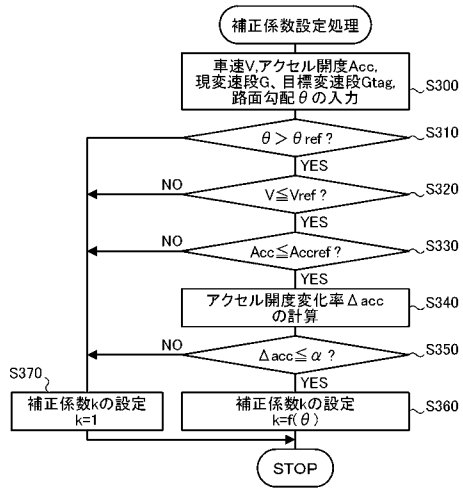 補正係数設定処理
車速V,アクセル開度Acc,
現変速段G、目標変速段Gtag,
路面勾配θの入力
S300
θ>θref?
S310
YES
NO
V≦Vref?
S320
YES
NO
Acc≦Accref?
S330
YES
アクセル開度変化率Δacc
の計算
S340
NO
Δacc≦α?
S350
YES
S370
補正係数kの設定
k=1
補正係数kの設定
k=f(θ)
S360
STOP